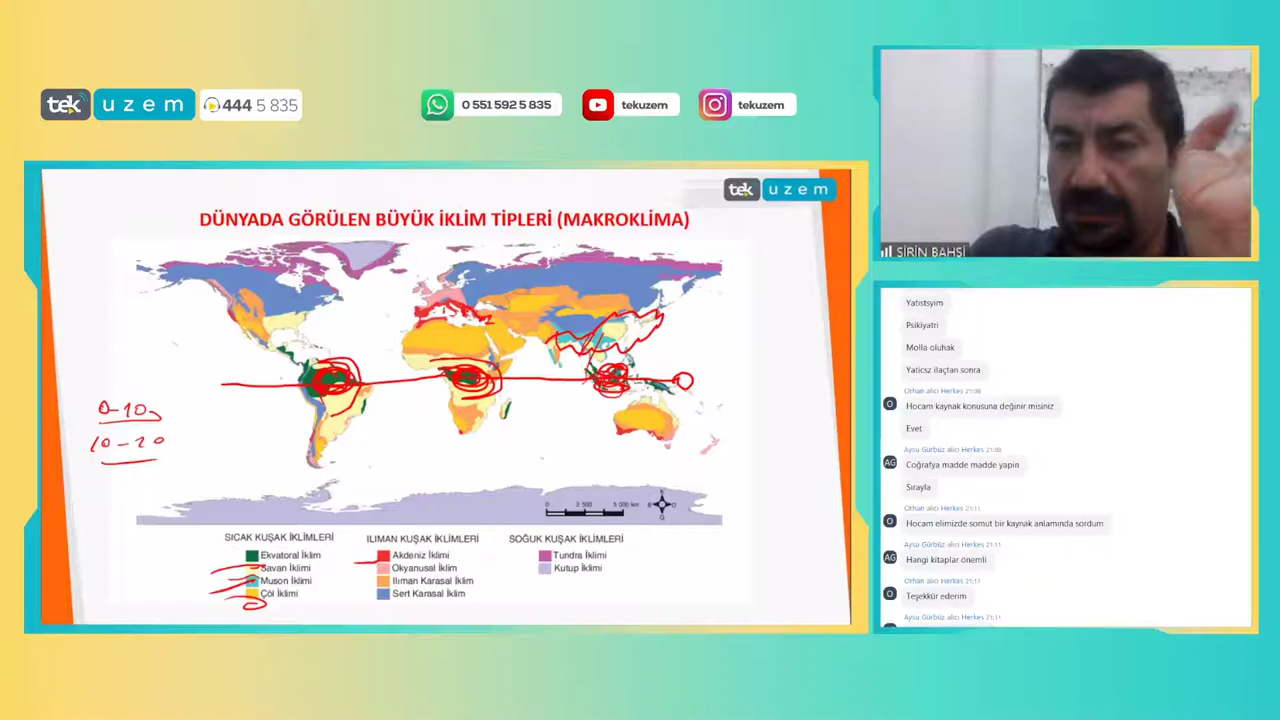 tek uzem 444 5 835
0 551 592 5 835
tekuzem
tekuzem
tek uzem
DÜNYADA GÖRÜLEN BÜYÜK İKLİM TİPLERİ (MAKROKLİMA)
0-10
10-20
0 2 500 5 000 km
K
B D
G
SICAK KUŞAK İKLİMLERİ
Ekvatoral İklim
Savan İklimi
Muson İklimi
Çöl İklimi
ILIMAN KUŞAK İKLİMLERİ
Akdeniz İklimi
Okyanusal İklim
Ilıman Karasal İklim
Sert Karasal İklim
SOĞUK KUŞAK İKLİMLERİ
Tundra İklimi
Kutup İklimi
ŞİRİN BAHŞİ
Yatıstsyim
Psikiyatri
Molla oluhak
Yaticsz ilaçtan sonra
Orhan alıcı Herkes 21:08
O
Hocam kaynak konusuna değinir misiniz
Evet
Aysu Gürbüz alıcı Herkes 21:08
AG
Coğrafya madde madde yapin
Sırayla
Orhan alıcı Herkes 21:11
O
Hocam elimizde somut bir kaynak anlamında sordum
Aysu Gürbüz alıcı Herkes 21:11
AG
Hangi kitaplar önemli
Orhan alıcı Herkes 21:11
O
Teşekkür ederim
Aysu Gürbüz alıcı Herkes 21:11